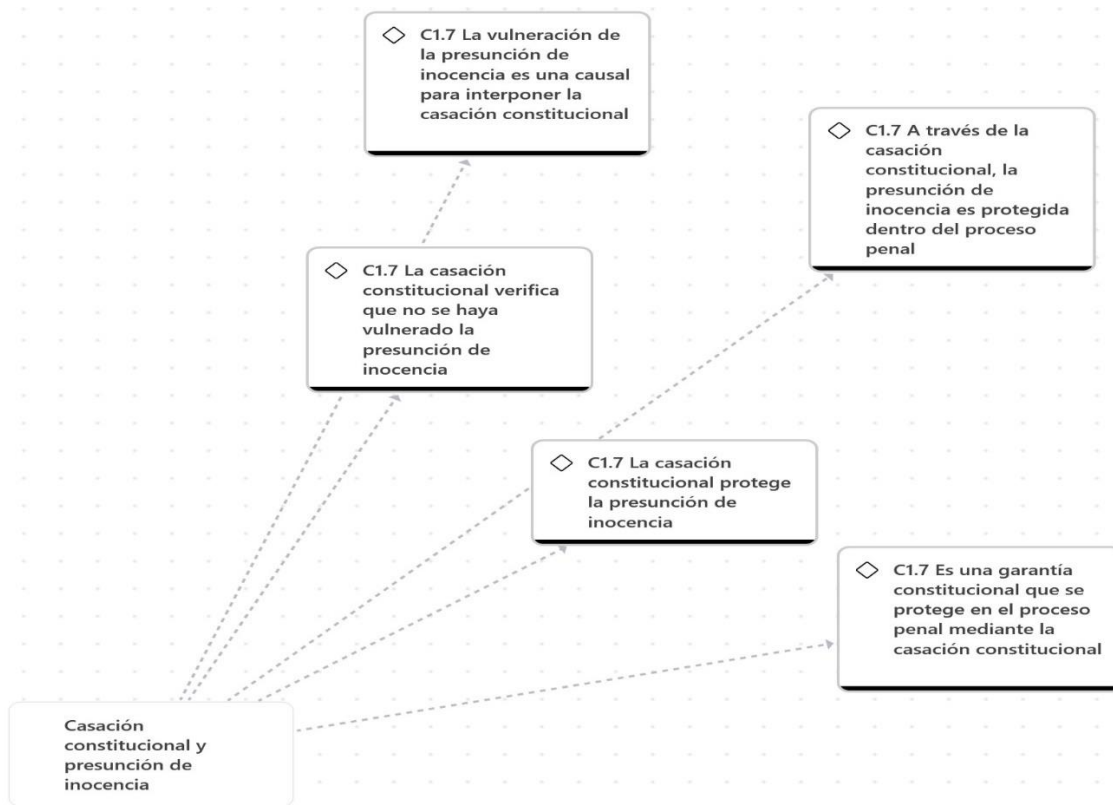 C1.7 La vulneración de
la presunción de
inocencia es una causal
para interponer la
casación constitucional
C1.7 A través de la
casación
constitucional, la
presunción de
inocencia es protegida
dentro del proceso
penal
C1.7 La casación
constitucional verifica
que no se haya
vulnerado la
presunción de
inocencia
C1.7 La casación
constitucional protege
la presunción de
inocencia
C1.7 Es una garantía
constitucional que se
protege en el proceso
penal mediante la
casación constitucional
Casación
constitucional y
presunción de
inocencia